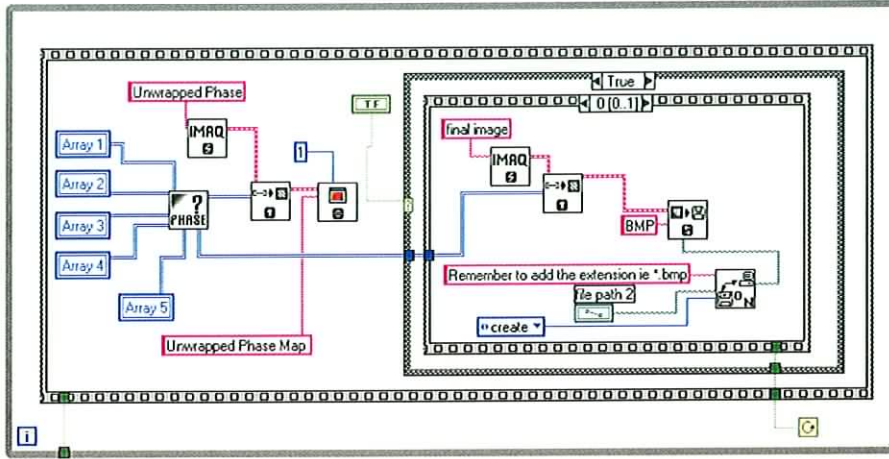 True
0 [0..1]
Unwrapped Phase
TF
final image
IMAQ
1
IMAQ
Array 1
Array 2
?
PHASE
Array 3
BMP
Array 4
Remember to add the extension ie *.bmp
file path 2
Array 5
create
Unwrapped Phase Map
i